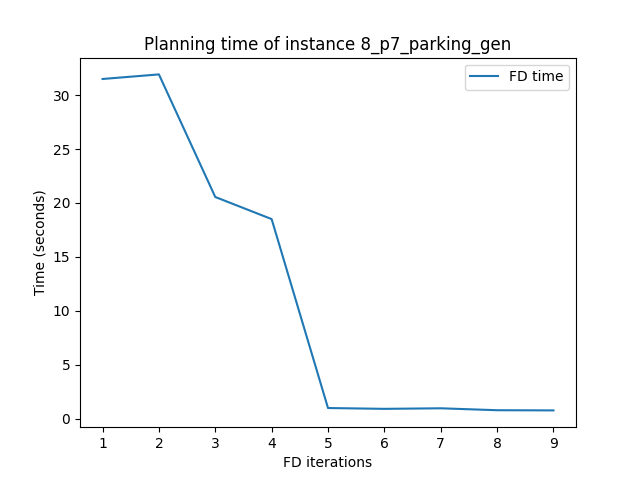 Planning time of instance 8_p7_parking_gen
FD time
Time (seconds)
30
25
20
15
10
5
0
1 2 3 4 5 6 7 8 9
FD iterations